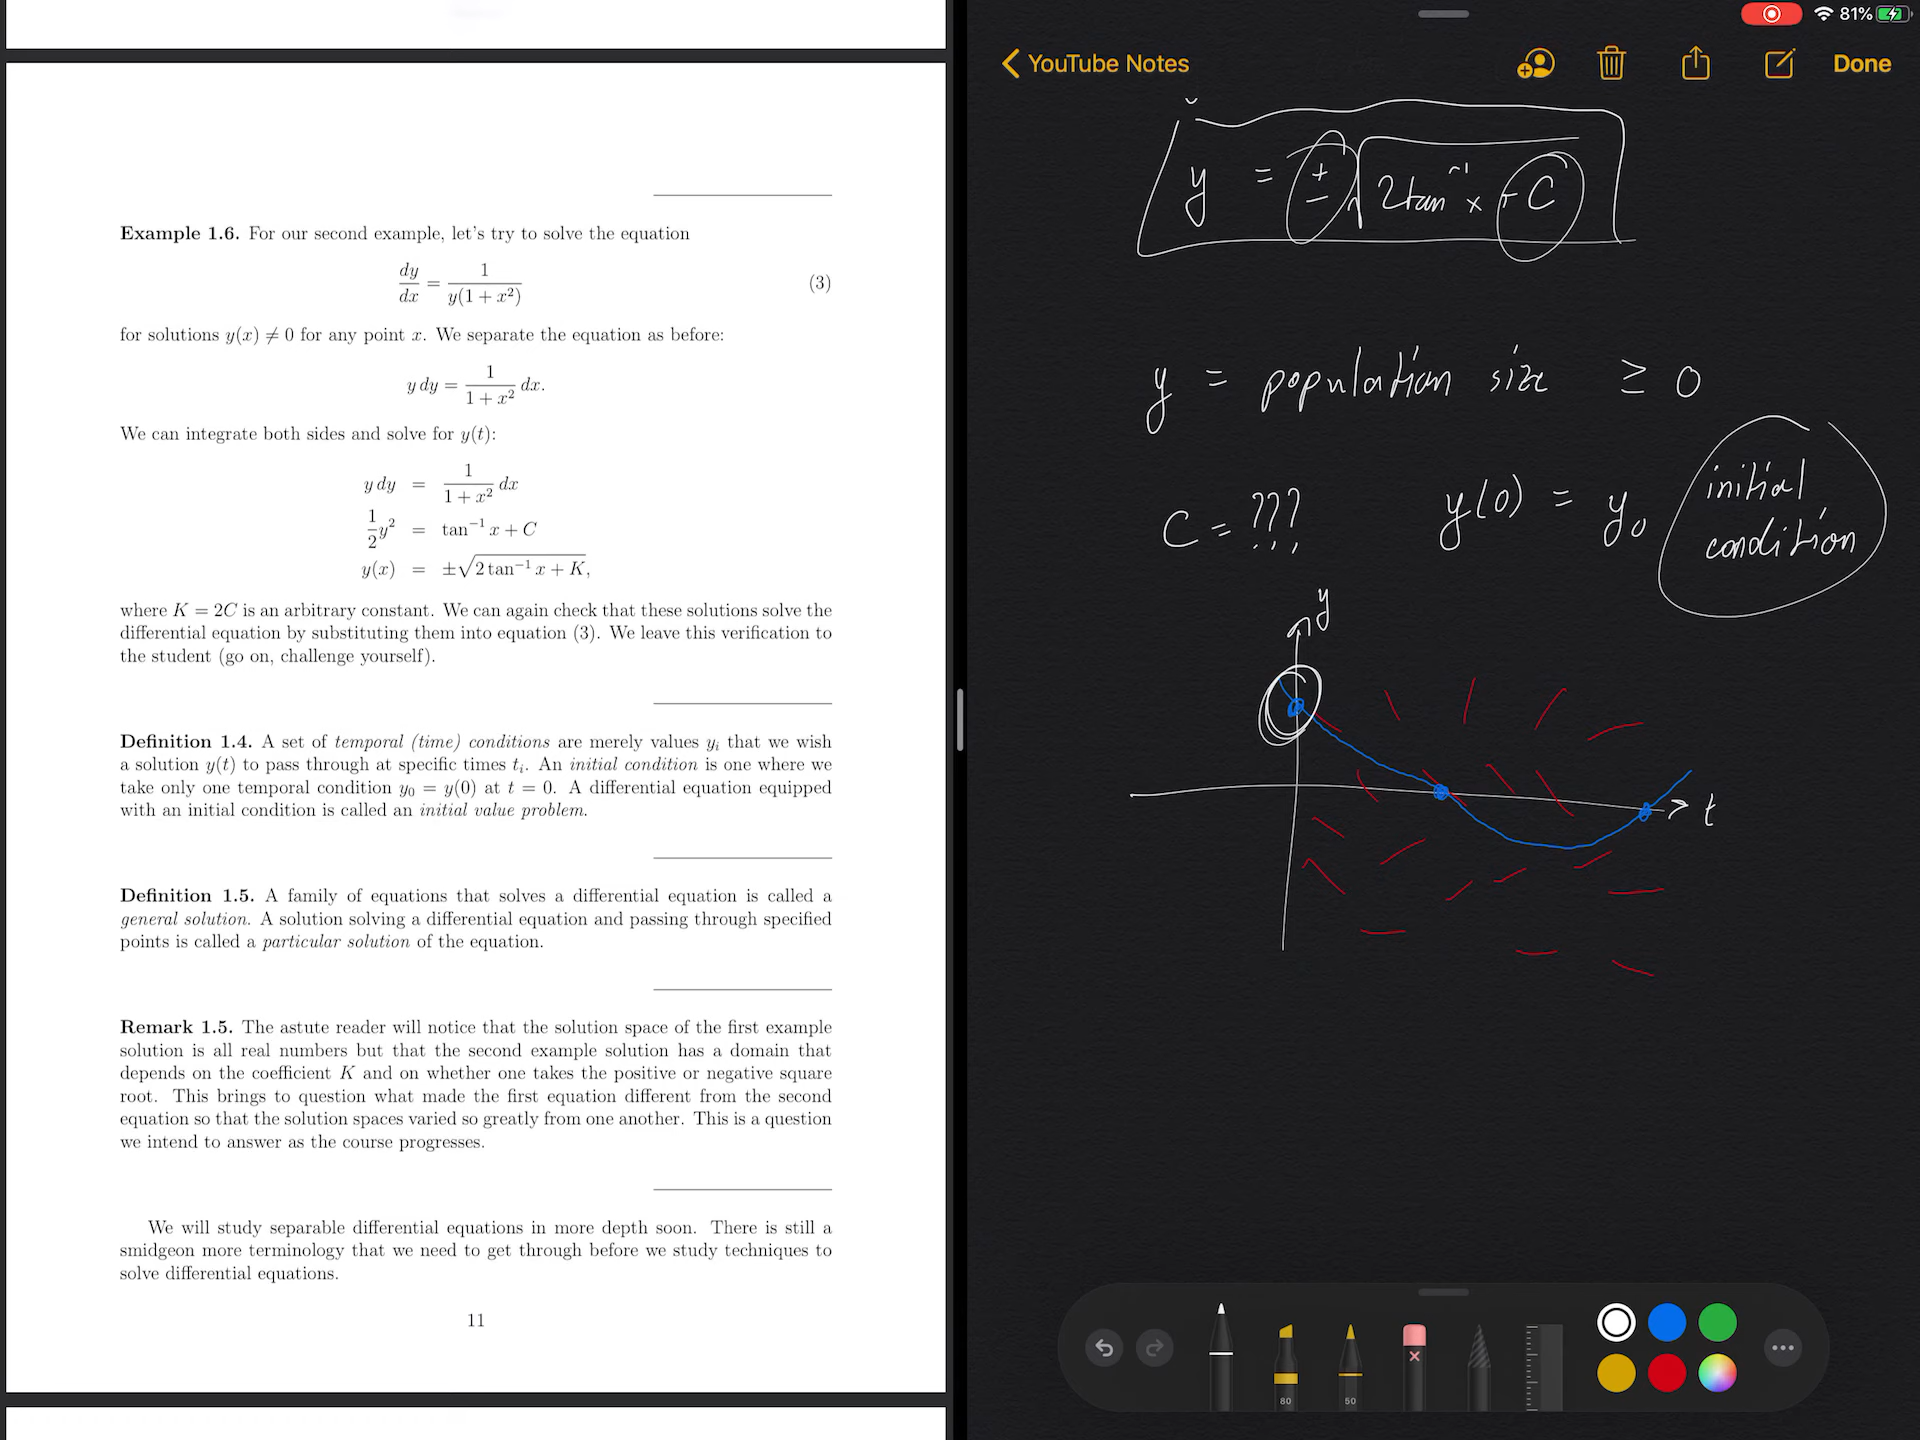 Example 1.6. For our second example, let's try to solve the equation
dy/dx = 1/(y(1 + x²)) (3)
for solutions y(x) ≠ 0 for any point x. We separate the equation as before:
y dy = 1/(1 + x²) dx.
We can integrate both sides and solve for y(t):
y dy = 1/(1 + x²) dx
1/2 y² = tan⁻¹ x + C
y(x) = ±√(2 tan⁻¹ x + K),
where K = 2C is an arbitrary constant. We can again check that these solutions solve the
differential equation by substituting them into equation (3). We leave this verification to
the student (go on, challenge yourself).
Definition 1.4. A set of temporal (time) conditions are merely values yᵢ that we wish
a solution y(t) to pass through at specific times tᵢ. An initial condition is one where we
take only one temporal condition y₀ = y(0) at t = 0. A differential equation equipped
with an initial condition is called an initial value problem.
Definition 1.5. A family of equations that solves a differential equation is called a
general solution. A solution solving a differential equation and passing through specified
points is called a particular solution of the equation.
Remark 1.5. The astute reader will notice that the solution space of the first example
solution is all real numbers but that the second example solution has a domain that
depends on the coefficient K and on whether one takes the positive or negative square
root. This brings to question what made the first equation different from the second
equation so that the solution spaces varied so greatly from one another. This is a question
we intend to answer as the course progresses.
We will study separable differential equations in more depth soon. There is still a
smidgeon more terminology that we need to get through before we study techniques to
solve differential equations.
11
81%
YouTube Notes
Done
y = ±√(2tan⁻¹ x + C)
y = population size ≥ 0
C = ??? y(0) = y₀ initial
condition
y
t
80
50